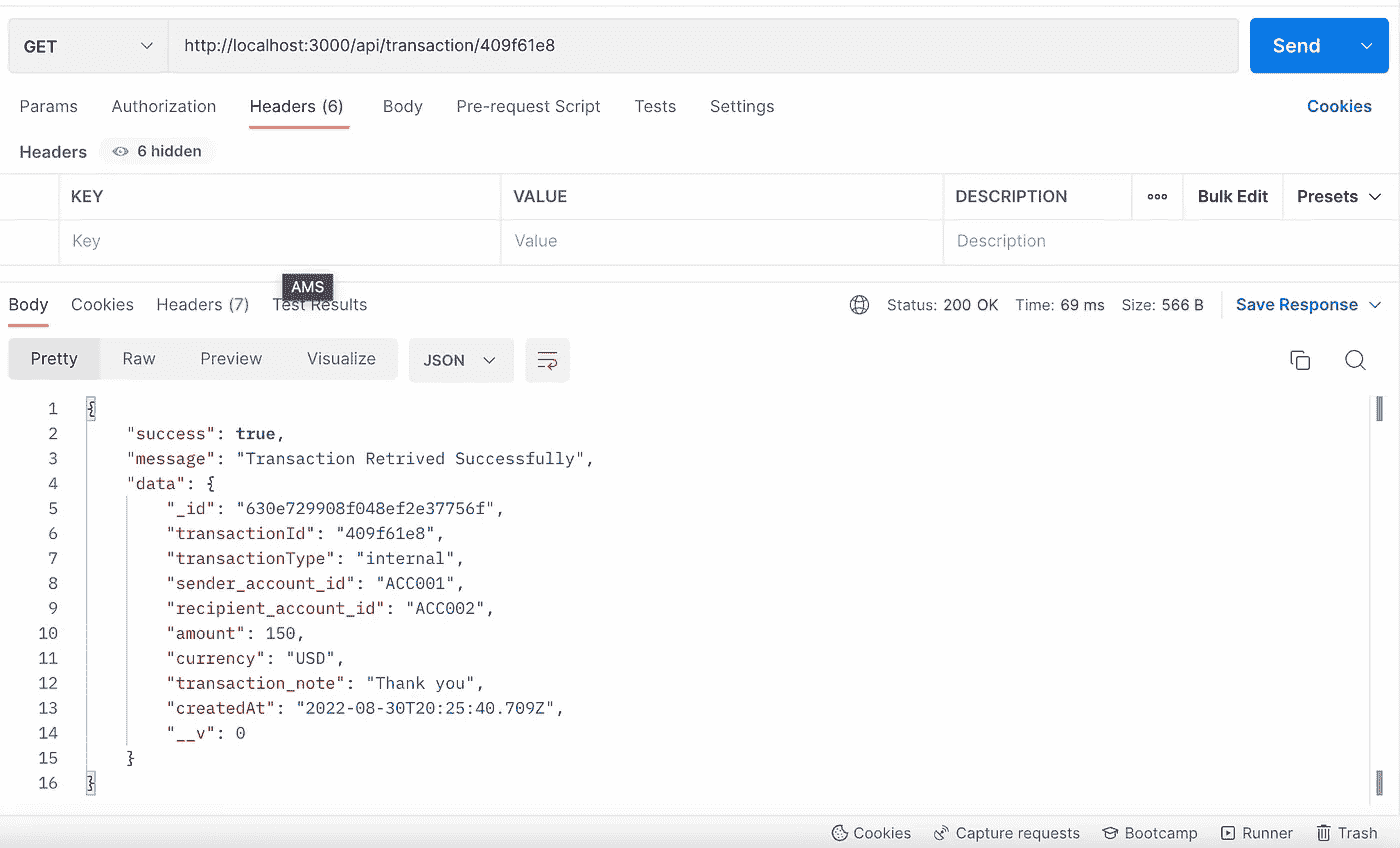 GET http://localhost:3000/api/transaction/409f61e8 Send
Params Authorization Headers (6) Body Pre-request Script Tests Settings Cookies
Headers 6 hidden
KEY VALUE DESCRIPTION ooo Bulk Edit Presets
Key Value Description
AMS
Body Cookies Headers (7) Test Results Status: 200 OK Time: 69 ms Size: 566 B Save Response
Pretty Raw Preview Visualize JSON
1 {
2 "success": true,
3 "message": "Transaction Retrived Successfully",
4 "data": {
5 "_id": "630e729908f048ef2e37756f",
6 "transactionId": "409f61e8",
7 "transactionType": "internal",
8 "sender_account_id": "ACC001",
9 "recipient_account_id": "ACC002",
10 "amount": 150,
11 "currency": "USD",
12 "transaction_note": "Thank you",
13 "createdAt": "2022-08-30T20:25:40.709Z",
14 "__v": 0
15 }
16 }
Cookies Capture requests Bootcamp Runner Trash